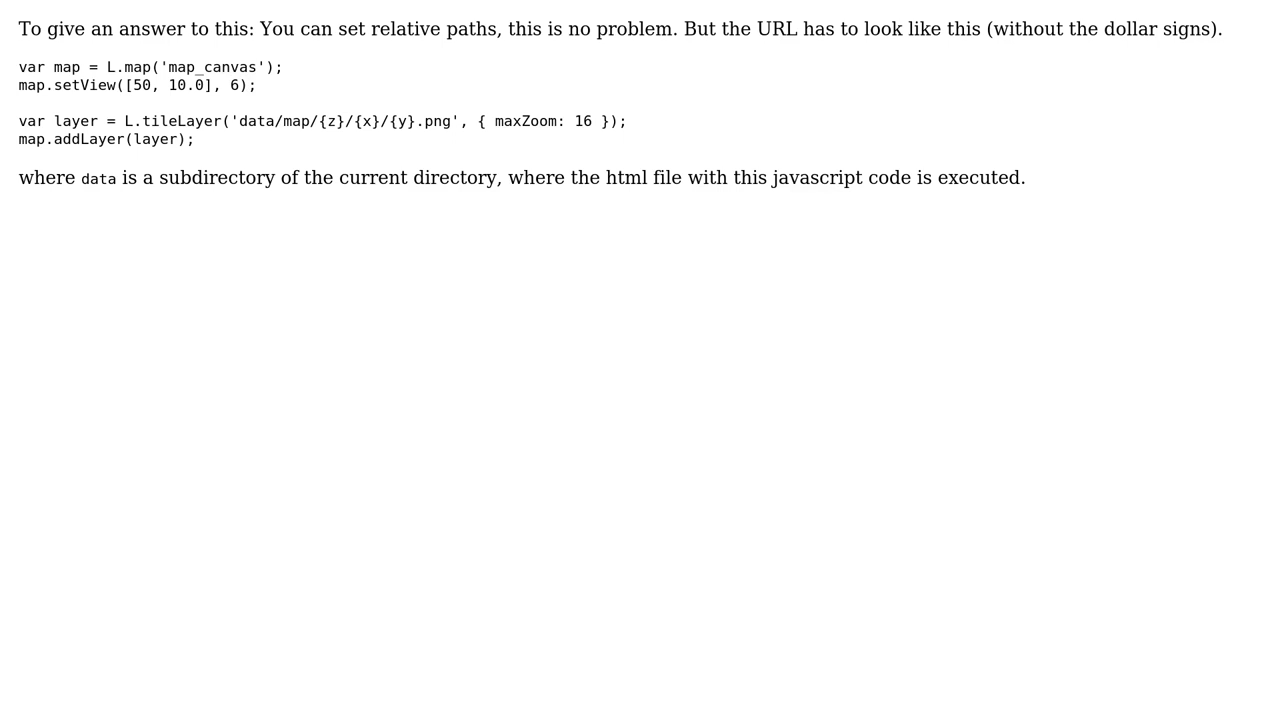 To give an answer to this: You can set relative paths, this is no problem. But the URL has to look like this (without the dollar signs).
var map = L.map('map_canvas');
map.setView([50, 10.0], 6);
var layer = L.tileLayer('data/map/{z}/{x}/{y}.png', { maxZoom: 16 });
map.addLayer(layer);
where data is a subdirectory of the current directory, where the html file with this javascript code is executed.